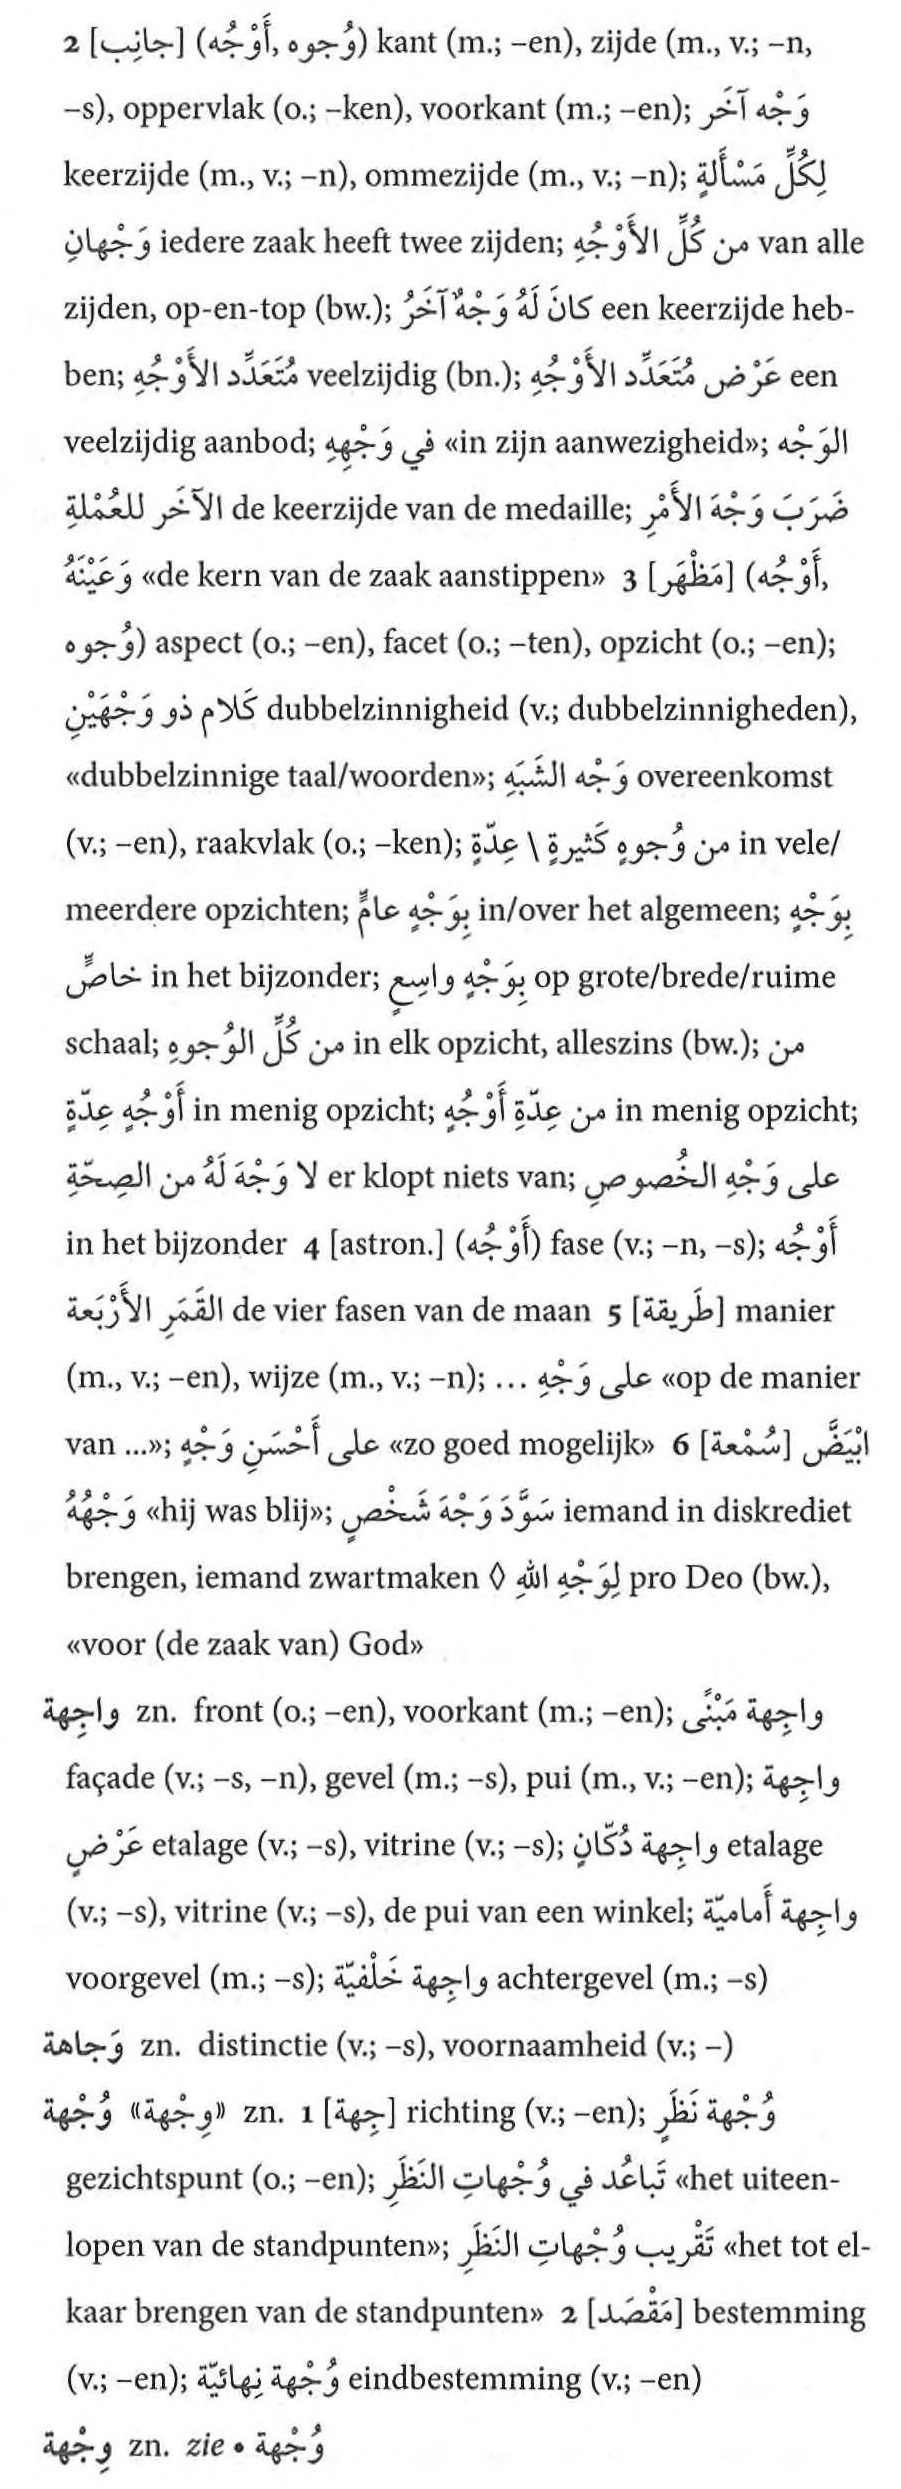 2 [جانِب] (وُجوه, أَوْجُه) kant (m.; –en), zijde (m., v.; –n,
–s), oppervlak (o.; –ken), voorkant (m.; –en); وَجْه آخَر
keerzijde (m., v.; –n), ommezijde (m., v.; –n); لِكُلِّ مَسْأَلةٍ
وَجْهانِ iedere zaak heeft twee zijden; من كُلِّ الأَوْجُهِ van alle
zijden, op-en-top (bw.); كانَ لَهُ وَجْهٌ آخَرُ een keerzijde heb-
ben; مُتَعَدِّد الأَوْجُهِ veelzijdig (bn.); عَرْض مُتَعَدِّد الأَوْجُهِ een
veelzijdig aanbod; في وَجْهِهِ «in zijn aanwezigheid»; الوَجْه
الآخَر للعُمْلةِ de keerzijde van de medaille; ضَرَبَ وَجْهَ الأَمْرِ
وَعَيْنَهُ «de kern van de zaak aanstippen» 3 [مَظْهَر] (أَوْجُه,
وُجوه) aspect (o.; –en), facet (o.; –ten), opzicht (o.; –en);
كَلام ذو وَجْهَيْنِ dubbelzinnigheid (v.; dubbelzinnigheden),
«dubbelzinnige taal/woorden»; وَجْه الشَبَهِ overeenkomst
(v.; –en), raakvlak (o.; –ken); من وُجوهٍ كَثيرةٍ \ عِدّةٍ in vele/
meerdere opzichten; بِوَجْهٍ عامٍّ in/over het algemeen; بِوَجْهٍ
خاصٍّ in het bijzonder; بِوَجْهٍ واسِعٍ op grote/brede/ruime
schaal; من كُلِّ الوُجوهِ in elk opzicht, alleszins (bw.); من
أَوْجُهٍ عِدّةٍ in menig opzicht; من عِدّةِ أَوْجُهٍ in menig opzicht;
لا وَجْهَ لَهُ من الصِحّةِ er klopt niets van; على وَجْهِ الخُصوصِ
in het bijzonder 4 [astron.] (أَوْجُه) fase (v.; –n, –s); أَوْجُه
القَمَرِ الأَرْبَعة de vier fasen van de maan 5 [طَريقة] manier
(m., v.; –en), wijze (m., v.; –n); ... على وَجْهِ «op de manier
van ...»; على أَحْسَنِ وَجْهٍ «zo goed mogelijk» 6 [سُمْعة] ابْيَضَّ
وَجْهُهُ «hij was blij»; سَوَّدَ وَجْهَ شَخْصٍ iemand in diskrediet
brengen, iemand zwartmaken ◊ لِوَجْهِ اللهِ pro Deo (bw.),
«voor (de zaak van) God»
واجِهة zn. front (o.; –en), voorkant (m.; –en); واجِهة مَبْنًى
façade (v.; –s, –n), gevel (m.; –s), pui (m., v.; –en); واجِهة
عَرْضٍ etalage (v.; –s), vitrine (v.; –s); واجِهة دُكّانٍ etalage
(v.; –s), vitrine (v.; –s), de pui van een winkel; واجِهة أَماميّة
voorgevel (m.; –s); واجِهة خَلْفيّة achtergevel (m.; –s)
وَجاهة zn. distinctie (v.; –s), voornaamheid (v.; –)
وُجْهة «وِجْهة» zn. 1 [جِهة] richting (v.; –en); وُجْهة نَظَرٍ
gezichtspunt (o.; –en); تَباعُد في وُجْهاتِ النَظَرِ «het uiteen-
lopen van de standpunten»; تَقْريب وُجْهاتِ النَظَرِ «het tot el-
kaar brengen van de standpunten» 2 [مَقْصَد] bestemming
(v.; –en); وُجْهة نِهائيّة eindbestemming (v.; –en)
وِجْهة zn. zie • وُجْهة